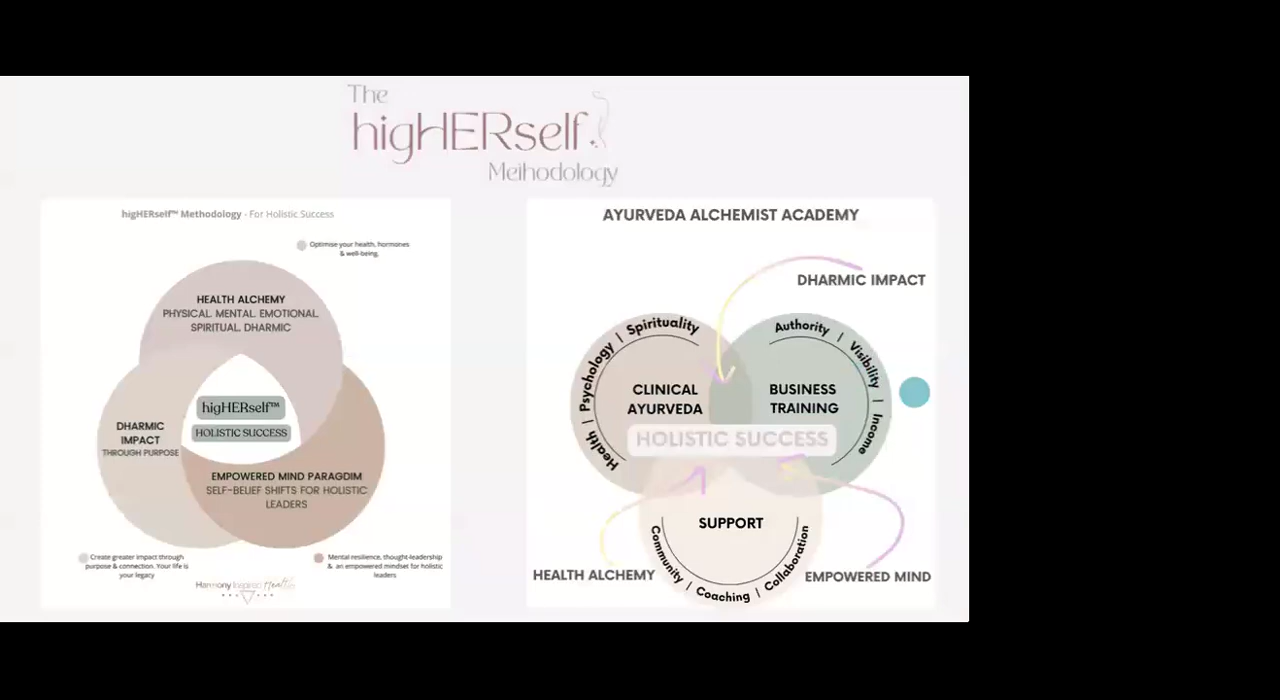 The
higHERself
Methodology
higHERself™ Methodology - For Holistic Success
Optimise your health, hormones
& well-being.
HEALTH ALCHEMY
PHYSICAL. MENTAL. EMOTIONAL.
SPIRITUAL. DHARMIC
higHERself™
HOLISTIC SUCCESS
DHARMIC
IMPACT
THROUGH PURPOSE
EMPOWERED MIND PARAGDIM
SELF-BELIEF SHIFTS FOR HOLISTIC
LEADERS
Create greater impact through
purpose & connection. Your life is
your legacy
Mental resilience, thought-leadership
& an empowered mindset for holistic
leaders
Harmony Inspired Health
AYURVEDA ALCHEMIST ACADEMY
DHARMIC IMPACT
Health | Psychology | Spirituality
CLINICAL
AYURVEDA
Authority | Visibility | Income
BUSINESS
TRAINING
HOLISTIC SUCCESS
SUPPORT
Community | Coaching | Collaboration
HEALTH ALCHEMY
EMPOWERED MIND